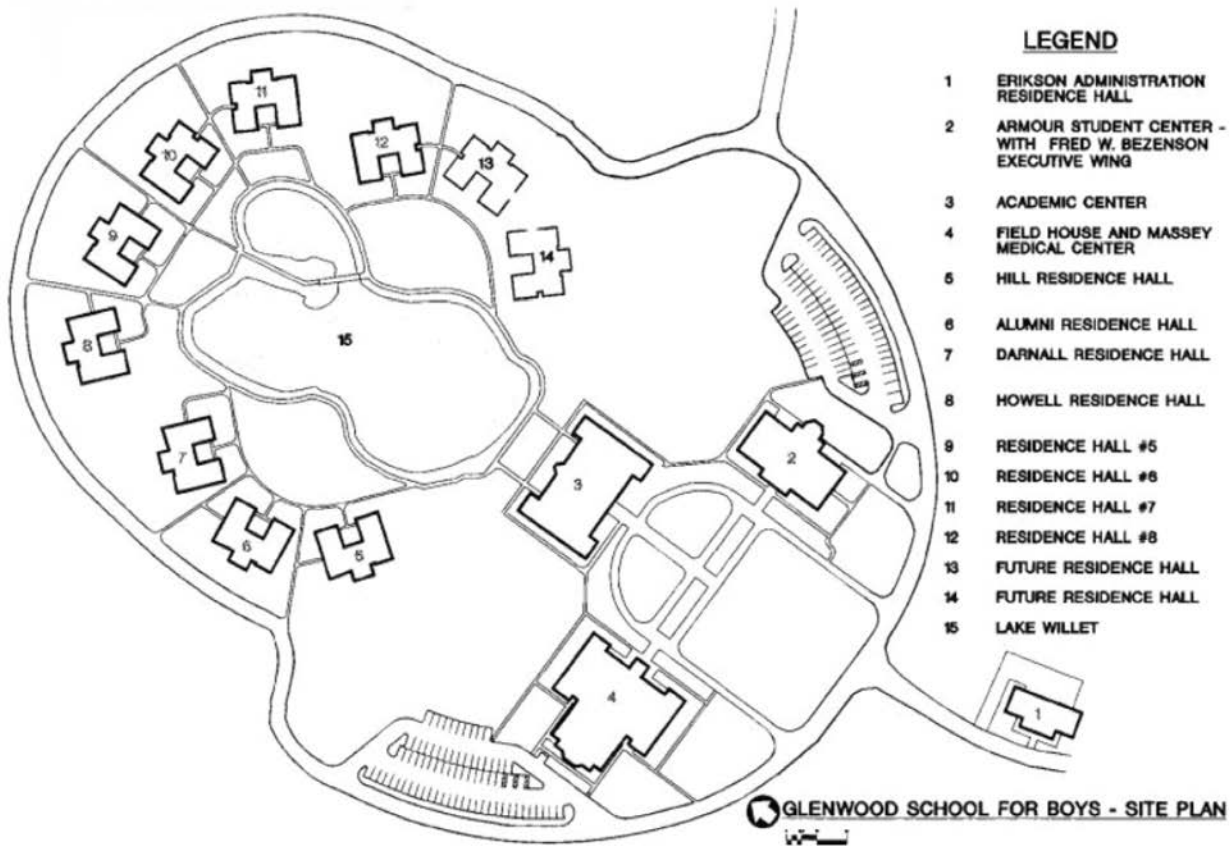 LEGEND
1 ERIKSON ADMINISTRATION
RESIDENCE HALL
2 ARMOUR STUDENT CENTER -
WITH FRED W. BEZENSON
EXECUTIVE WING
3 ACADEMIC CENTER
4 FIELD HOUSE AND MASSEY
MEDICAL CENTER
5 HILL RESIDENCE HALL
6 ALUMNI RESIDENCE HALL
7 DARNALL RESIDENCE HALL
8 HOWELL RESIDENCE HALL
9 RESIDENCE HALL #5
10 RESIDENCE HALL #6
11 RESIDENCE HALL #7
12 RESIDENCE HALL #8
13 FUTURE RESIDENCE HALL
14 FUTURE RESIDENCE HALL
15 LAKE WILLET
11
12
10
13
9
14
15
8
7
2
3
6
5
4
1
GLENWOOD SCHOOL FOR BOYS - SITE PLAN